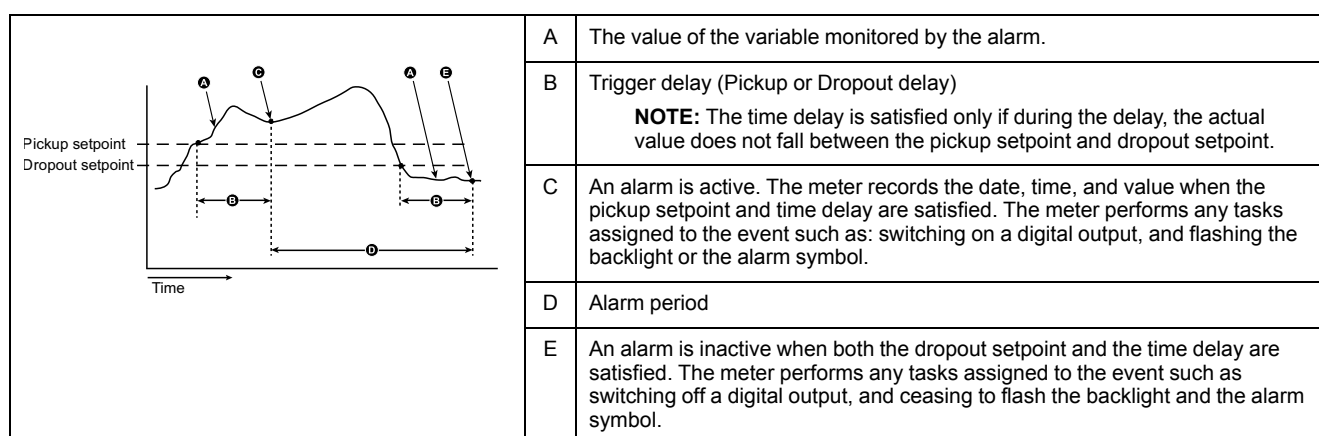 A
C
A
E
Pickup setpoint
Dropout setpoint
B
B
D
Time
A The value of the variable monitored by the alarm.
B Trigger delay (Pickup or Dropout delay)
NOTE: The time delay is satisfied only if during the delay, the actual
value does not fall between the pickup setpoint and dropout setpoint.
C An alarm is active. The meter records the date, time, and value when the
pickup setpoint and time delay are satisfied. The meter performs any tasks
assigned to the event such as: switching on a digital output, and flashing the
backlight or the alarm symbol.
D Alarm period
E An alarm is inactive when both the dropout setpoint and the time delay are
satisfied. The meter performs any tasks assigned to the event such as
switching off a digital output, and ceasing to flash the backlight and the alarm
symbol.